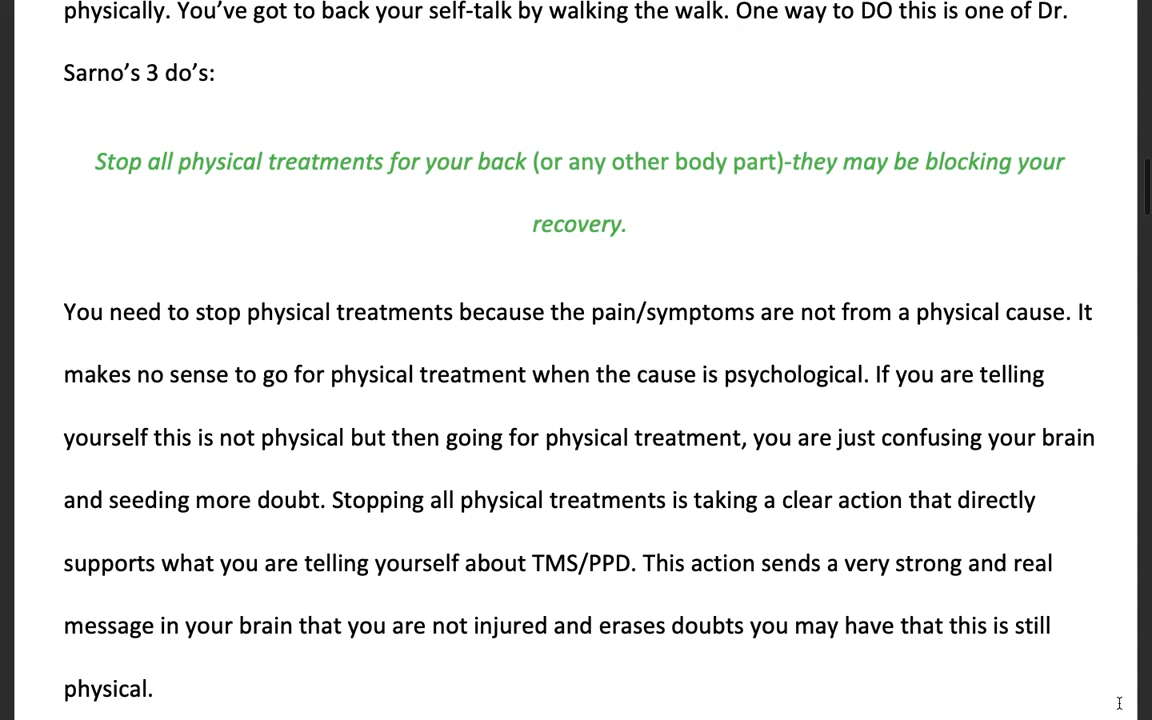 physically. You’ve got to back your self-talk by walking the walk. One way to DO this is one of Dr.
Sarno’s 3 do’s:
Stop all physical treatments for your back (or any other body part)-they may be blocking your
recovery.
You need to stop physical treatments because the pain/symptoms are not from a physical cause. It
makes no sense to go for physical treatment when the cause is psychological. If you are telling
yourself this is not physical but then going for physical treatment, you are just confusing your brain
and seeding more doubt. Stopping all physical treatments is taking a clear action that directly
supports what you are telling yourself about TMS/PPD. This action sends a very strong and real
message in your brain that you are not injured and erases doubts you may have that this is still
physical.